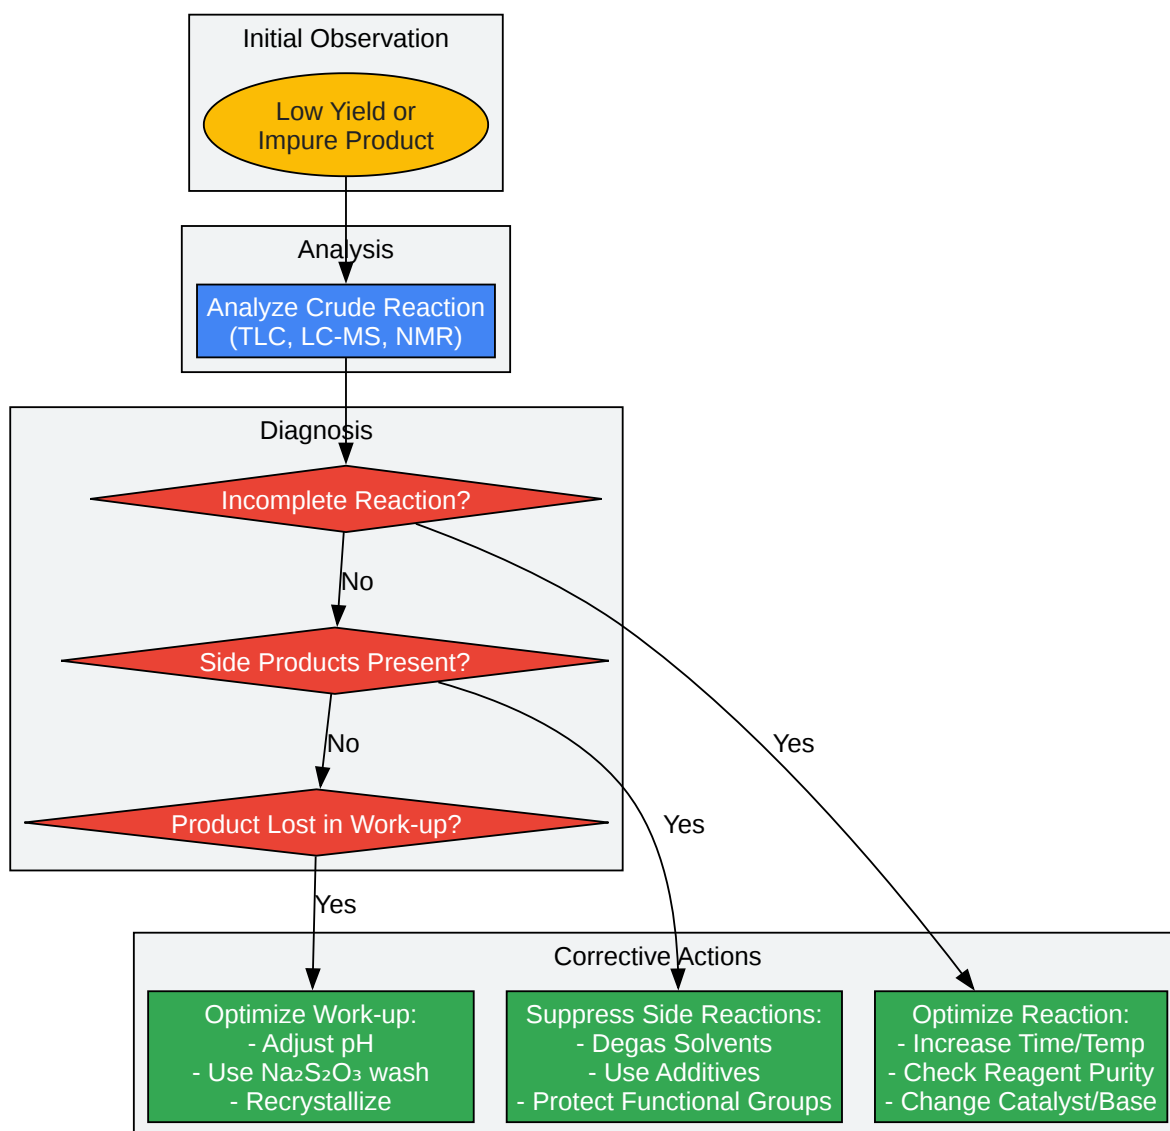 Initial Observation
Low Yield or
Impure Product
Analysis
Analyze Crude Reaction
(TLC, LC-MS, NMR)
Diagnosis
Incomplete Reaction?
No
Side Products Present?
No
Yes
Product Lost in Work-up?
Yes
Yes
Corrective Actions
Optimize Work-up:
- Adjust pH
- Use Na₂S₂O₃ wash
- Recrystallize
Suppress Side Reactions:
- Degas Solvents
- Use Additives
- Protect Functional Groups
Optimize Reaction:
- Increase Time/Temp
- Check Reagent Purity
- Change Catalyst/Base